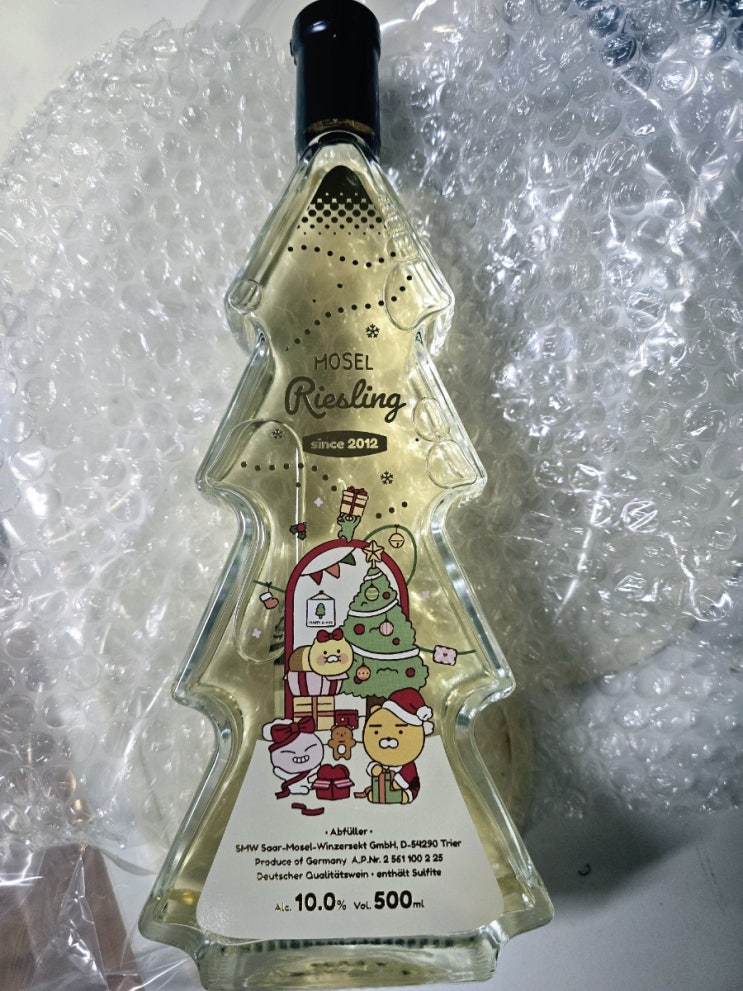 MOSEL
Riesling
since 2012
• Abfüller •
SMW Saar-Mosel-Winzersekt GmbH, D-54290 Trier
Produce of Germany A.P.Nr. 2 561 100 2 25
Deutscher Qualitätswein • enthält Sulfite
Alc. 10.0% Vol. 500ml